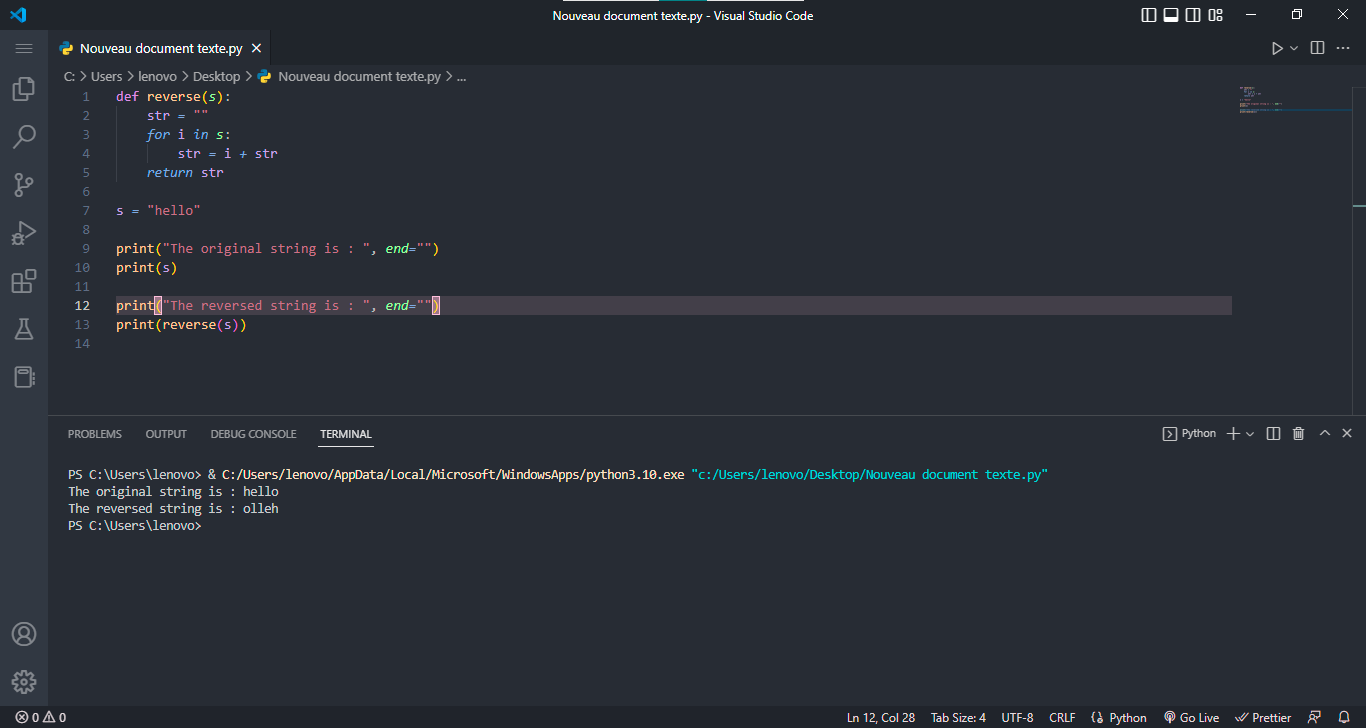 Nouveau document texte.py - Visual Studio Code
Nouveau document texte.py
C: > Users > lenovo > Desktop > Nouveau document texte.py > ...
1 def reverse(s):
2     str = ""
3     for i in s:
4         str = i + str
5     return str
6
7 s = "hello"
8
9 print("The original string is : ", end="")
10 print(s)
11
12 print("The reversed string is : ", end="")
13 print(reverse(s))
14
PROBLEMS OUTPUT DEBUG CONSOLE TERMINAL Python
PS C:\Users\lenovo> & C:/Users/lenovo/AppData/Local/Microsoft/WindowsApps/python3.10.exe "c:/Users/lenovo/Desktop/Nouveau document texte.py"
The original string is : hello
The reversed string is : olleh
PS C:\Users\lenovo>
0 0 Ln 12, Col 28 Tab Size: 4 UTF-8 CRLF Python Go Live Prettier